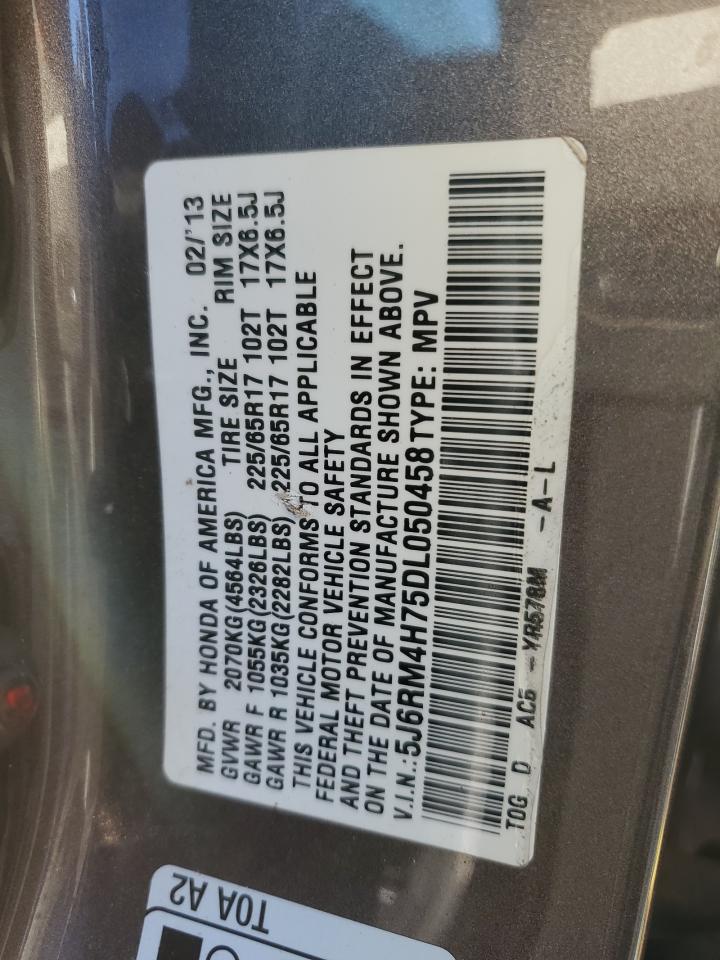 MFD. BY HONDA OF AMERICA MFG., INC. 02/'13
GVWR 2070KG(4564LBS) TIRE SIZE RIM SIZE
GAWR F 1055KG(2326LBS) 225/65R17 102T 17X6.5J
GAWR R 1035KG(2282LBS) 225/65R17 102T 17X6.5J
THIS VEHICLE CONFORMS TO ALL APPLICABLE
FEDERAL MOTOR VEHICLE SAFETY
AND THEFT PREVENTION STANDARDS IN EFFECT
ON THE DATE OF MANUFACTURE SHOWN ABOVE.
V.I.N.:5J6RM4H75DL050458 TYPE: MPV
T0G D AC5 -YR578M -A-L
T0A A2